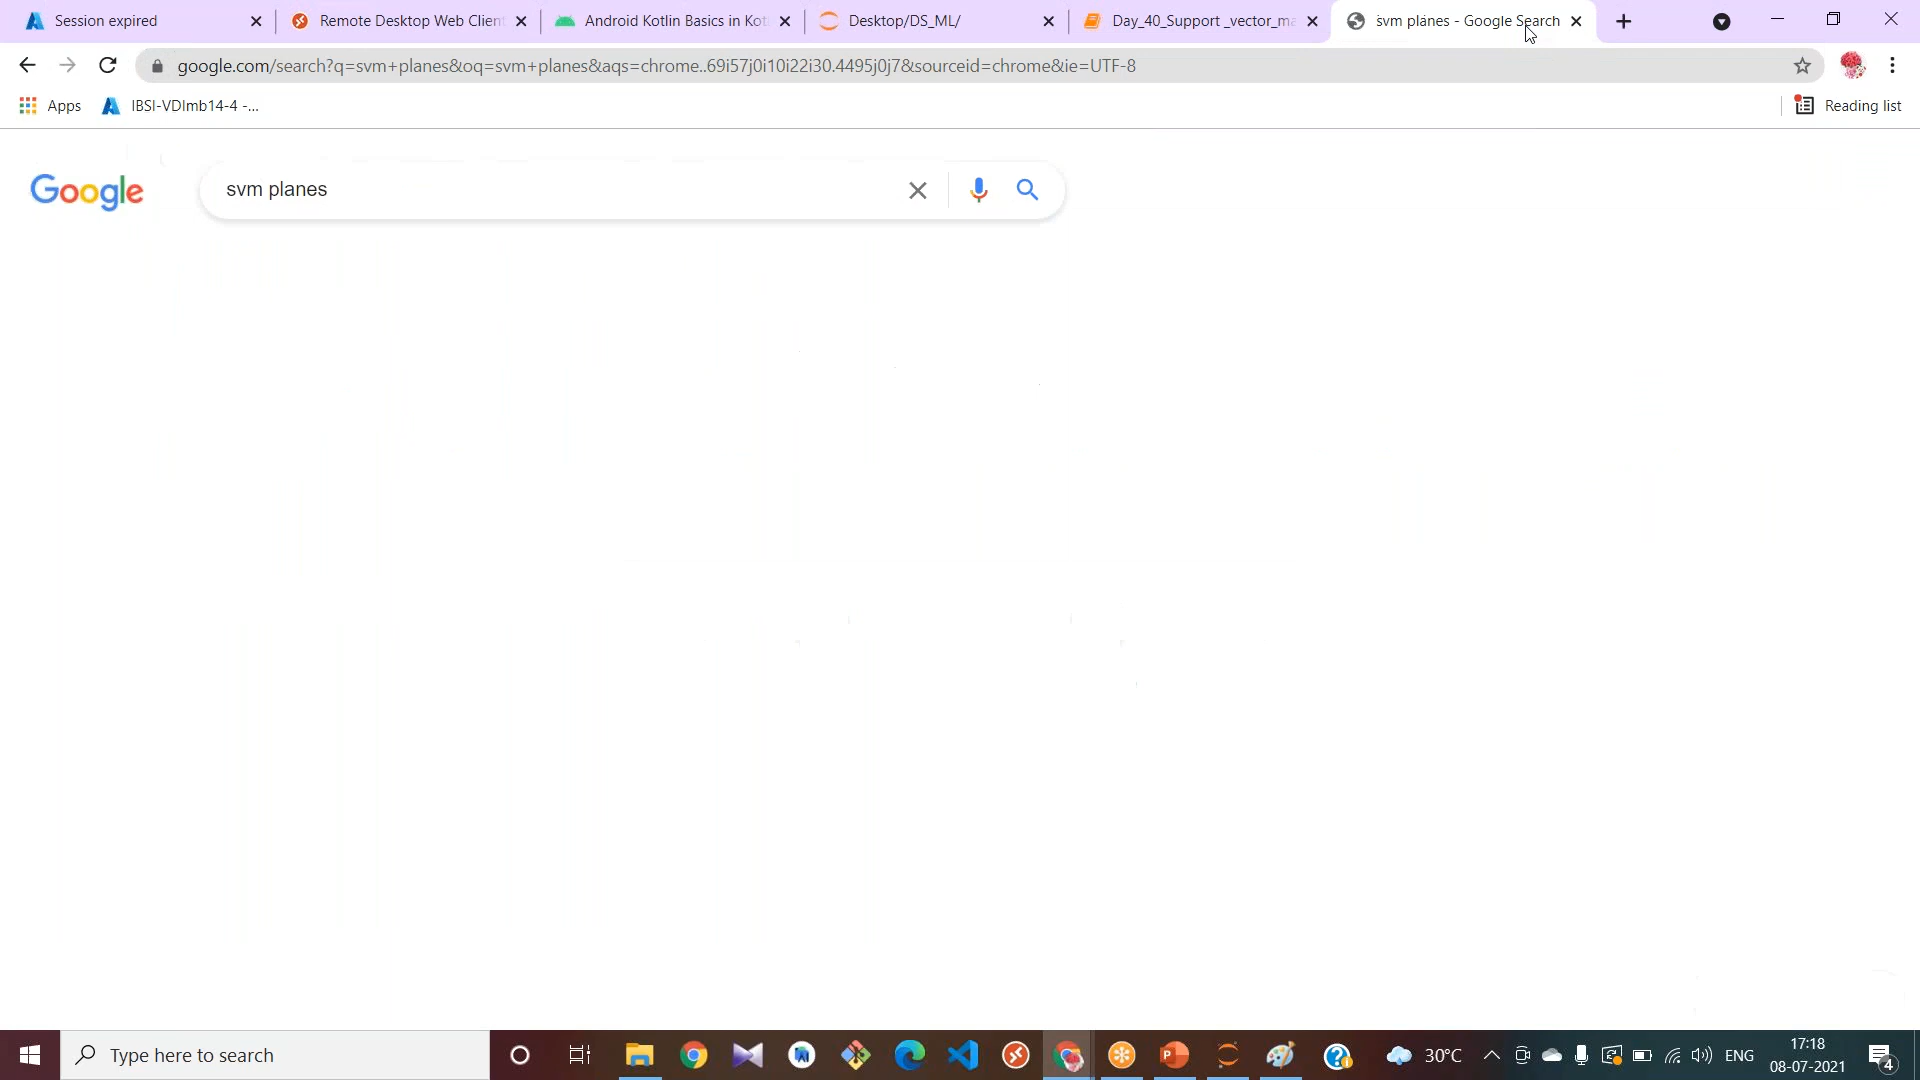 Session expired
Remote Desktop Web Clien
Android Kotlin Basics in Kot
Desktop/DS_ML/
Day_40_Support _vector_ma
svm planes - Google Search
google.com/search?q=svm+planes&oq=svm+planes&aqs=chrome..69i57j0i10i22i30.4495j0j7&sourceid=chrome&ie=UTF-8
Apps
IBSI-VDImb14-4 -...
Reading list
Google
svm planes
Type here to search
30°C
ENG
17:18
08-07-2021
4